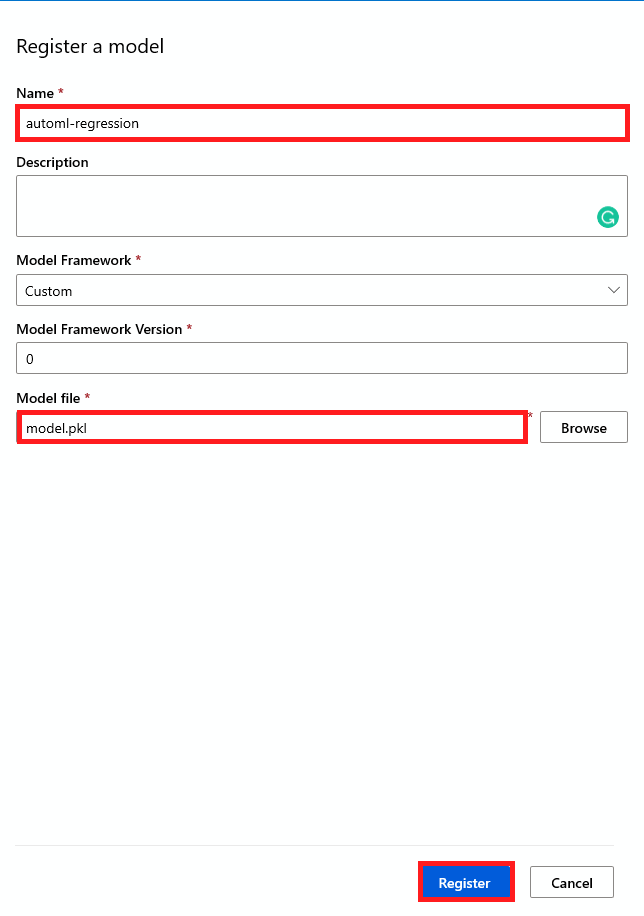 Register a model
Name *
automl-regression
Description
Model Framework *
Custom
Model Framework Version *
0
Model file *
model.pkl * Browse
Register Cancel